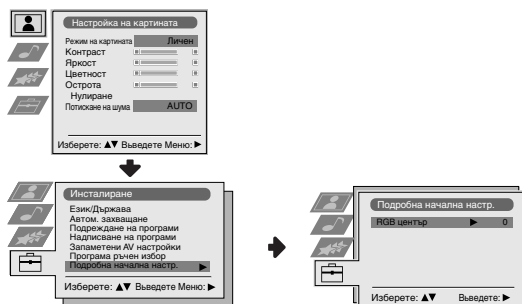 Настройка на картината
Режим на картината Личен
Контраст
Яркост
Цветност
Острота
Нулиране
Потискане на шума AUTO
Изберете: ▲▼ Въведете Меню: ▶
Инсталиране
Език/Държава
Автом. захващане
Подреждане на програми
Надписване на програми
Запаметени AV настройки
Програма ръчен избор
Подробна начална настр. ▶
Изберете: ▲▼ Въведете Меню: ▶
Подробна начална настр.
RGB център ▶ 0
Изберете: ▲▼ Въведете: ▶